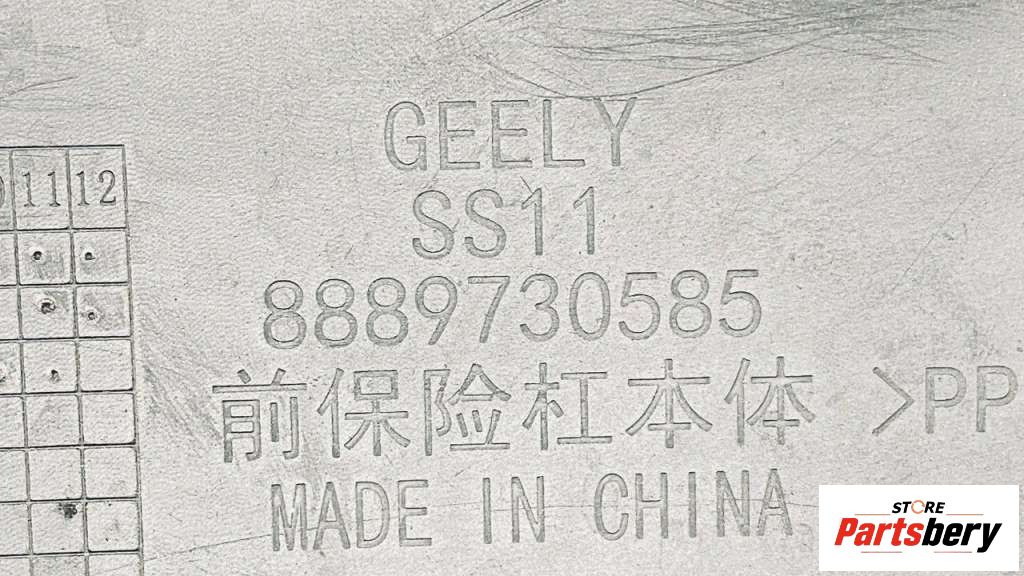 GEELY
11 12
SS11
8889730585
前保险杠本体 >PP
MADE IN CHINA
STORE
Partsbery